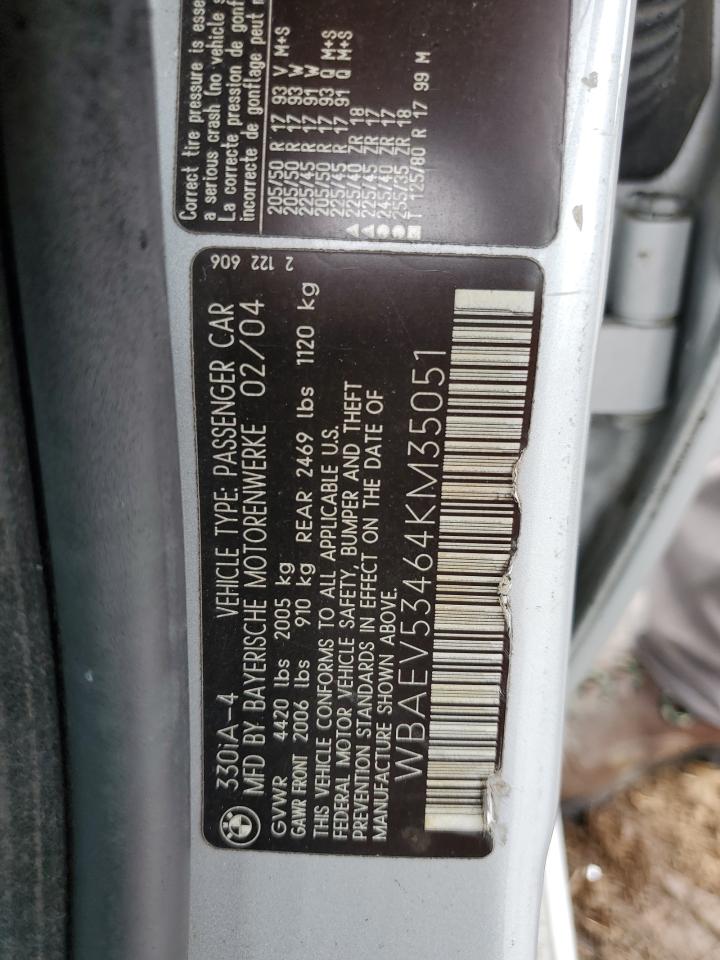 Correct tire pressure is esse
a serious crash (no vehicle s
La correcte pression de gonf
incorrecte de gonflage peut
205/50 R 17 93 V M+S
205/50 R 17 93 W
225/45 R 17 91 W
205/50 R 17 93 Q M+S
225/45 R 17 91 Q M+S
225/40 ZR 18
225/45 ZR 17
245/40 ZR 17
255/35 ZR 18
T 125/80 R 17 99 M
2 122 606
330iA-4 VEHICLE TYPE: PASSENGER CAR
MFD BY BAYERISCHE MOTORENWERKE 02/04
GVWR 4420 lbs 2005 kg
GAWR FRONT 2006 lbs 910 kg REAR 2469 lbs 1120 kg
THIS VEHICLE CONFORMS TO ALL APPLICABLE U.S.
FEDERAL MOTOR VEHICLE SAFETY, BUMPER AND THEFT
PREVENTION STANDARDS IN EFFECT ON THE DATE OF
MANUFACTURE SHOWN ABOVE.
WBAEV53464KM35051